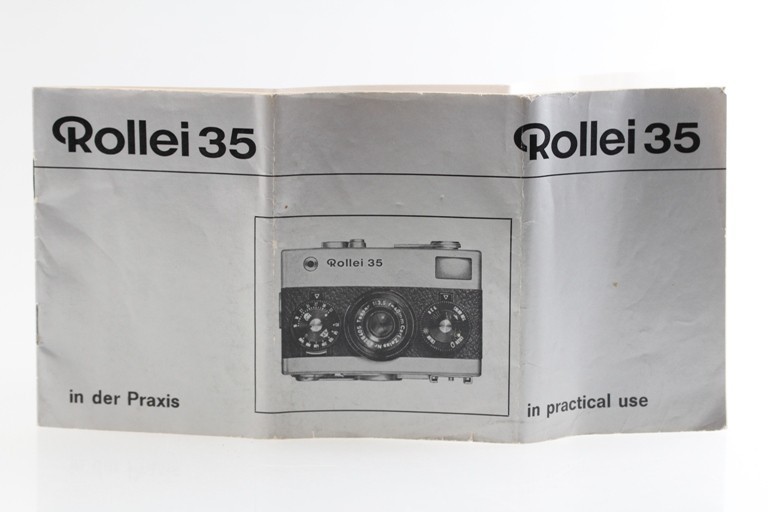 Rollei 35
in der Praxis
Rollei 35
Rollei 35
in practical use